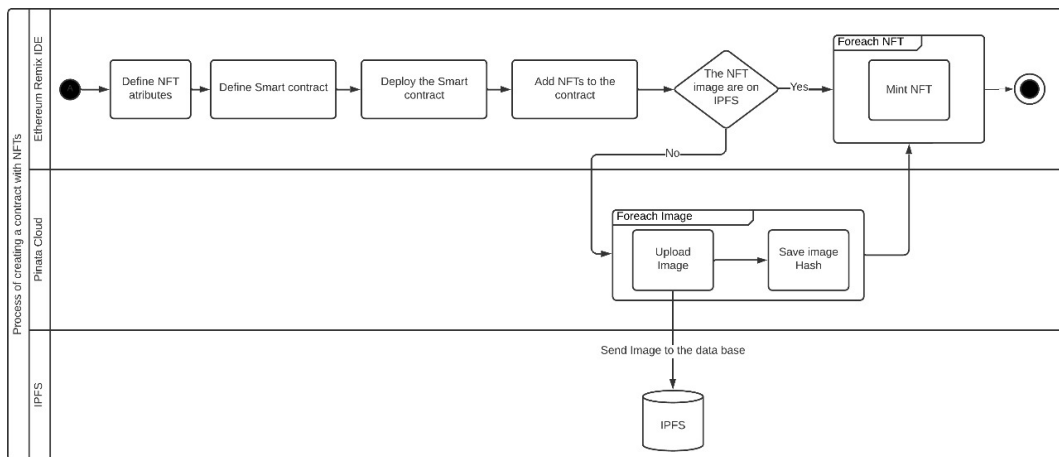 Process of creating a contract with NFTs
Ethereum Remix IDE
A
Define NFT
atributes
Define Smart contract
Deploy the Smart
contract
Add NFTs to the
contract
The NFT
image are on
IPFS
Yes
No
Foreach NFT
Mint NFT
Pinata Cloud
Foreach Image
Upload
Image
Save image
Hash
IPFS
Send Image to the data base
IPFS